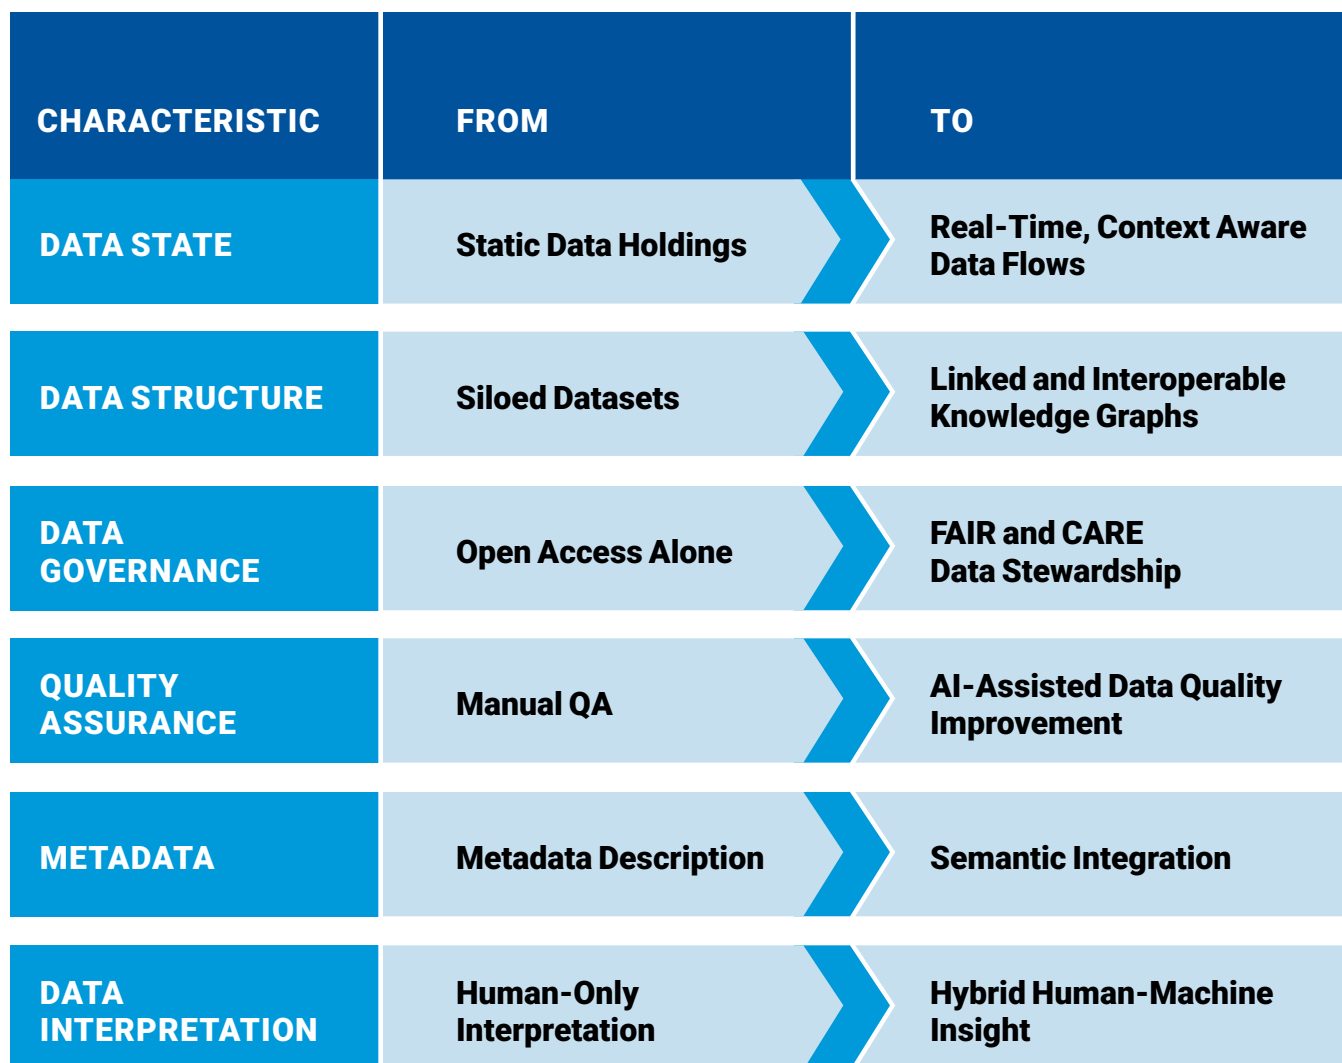 CHARACTERISTIC
FROM
TO
DATA STATE
Static Data Holdings
Real-Time, Context Aware
Data Flows
DATA STRUCTURE
Siloed Datasets
Linked and Interoperable
Knowledge Graphs
DATA
GOVERNANCE
Open Access Alone
FAIR and CARE
Data Stewardship
QUALITY
ASSURANCE
Manual QA
AI-Assisted Data Quality
Improvement
METADATA
Metadata Description
Semantic Integration
DATA
INTERPRETATION
Human-Only
Interpretation
Hybrid Human-Machine
Insight